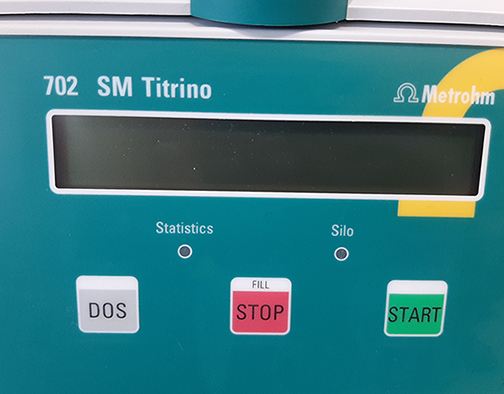 702 SM Titrino
Metrohm
Statistics
Silo
DOS
FILL
STOP
START